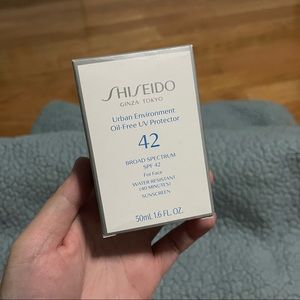 SHISEIDO
GINZA TOKYO
Urban Environment
Oil-Free UV Protector
42
BROAD SPECTRUM
SPF 42
For Face
WATER RESISTANT
(40 MINUTES)
SUNSCREEN
50mL 1.6 FL. OZ.